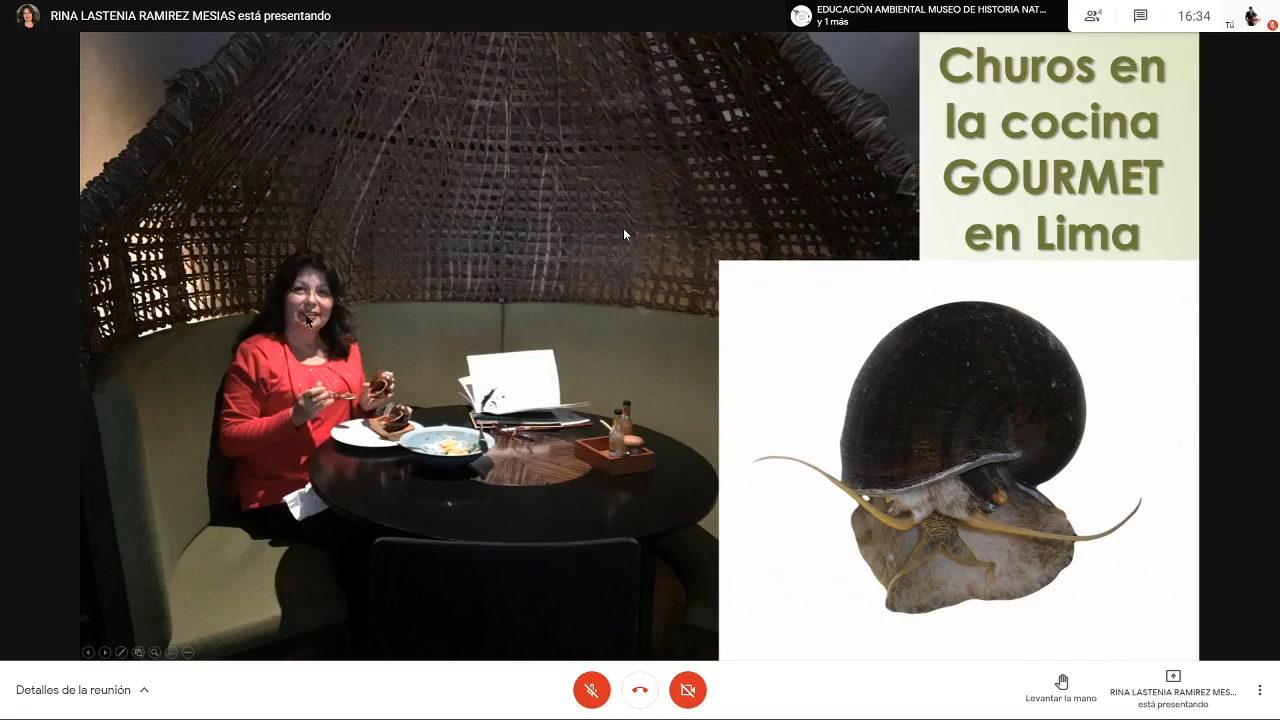 RINA LASTENIA RAMIREZ MESIAS está presentando
EDUCACIÓN AMBIENTAL MUSEO DE HISTORIA NAT...
y 1 más
4
16:34
Tú
Churos en
la cocina
GOURMET
en Lima
Detalles de la reunión
Levantar la mano
RINA LASTENIA RAMIREZ MES...
está presentando